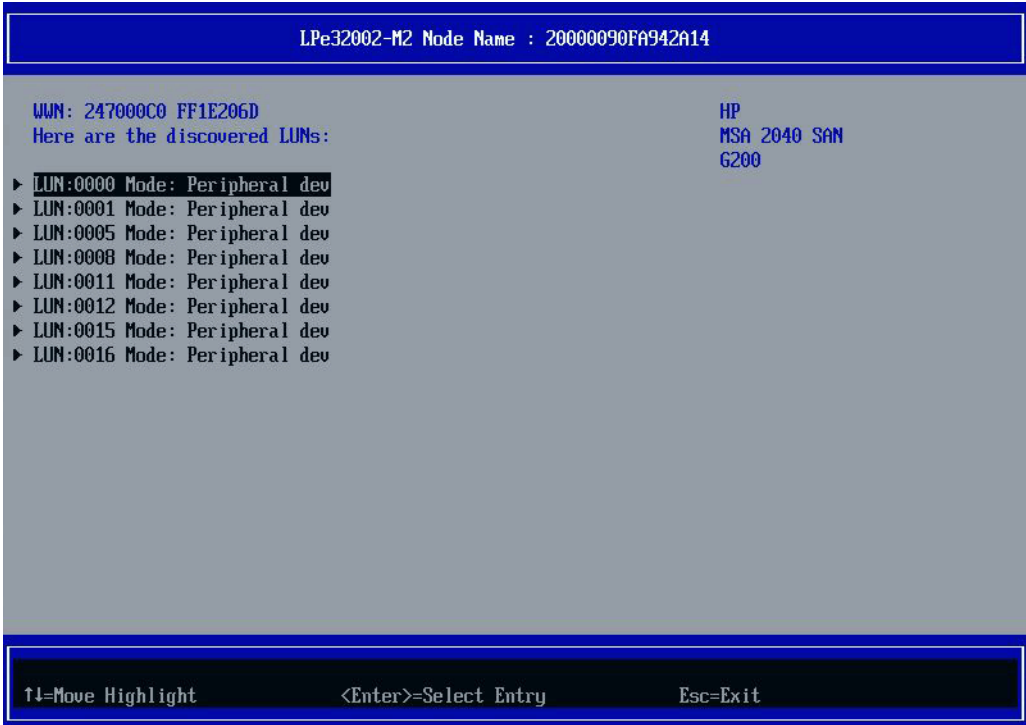 LPe32002-M2 Node Name : 20000090FA942A14
WWN: 247000C0 FF1E206D
Here are the discovered LUNs:
HP
MSA 2040 SAN
G200
LUN:0000 Mode: Peripheral dev
LUN:0001 Mode: Peripheral dev
LUN:0005 Mode: Peripheral dev
LUN:0008 Mode: Peripheral dev
LUN:0011 Mode: Peripheral dev
LUN:0012 Mode: Peripheral dev
LUN:0015 Mode: Peripheral dev
LUN:0016 Mode: Peripheral dev
↑↓=Move Highlight <Enter>=Select Entry Esc=Exit